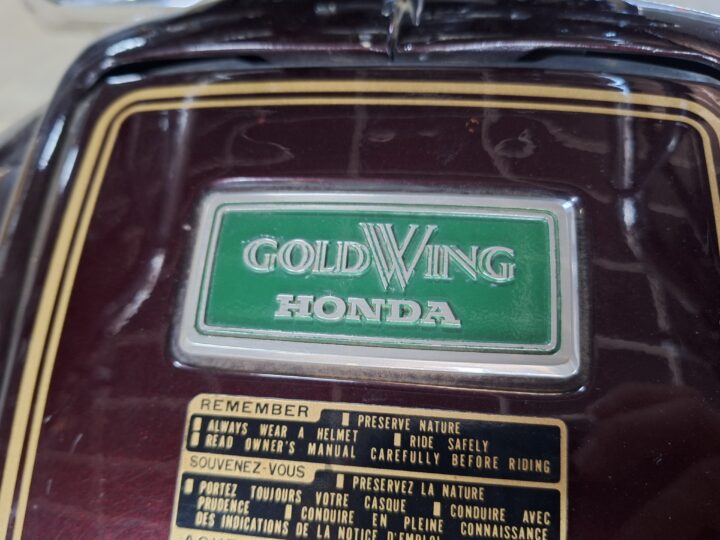 GOLDWING
HONDA
REMEMBER
PRESERVE NATURE
ALWAYS WEAR A HELMET RIDE SAFELY
READ OWNER'S MANUAL CAREFULLY BEFORE RIDING
SOUVENEZ-VOUS
PRESERVEZ LA NATURE
PORTEZ TOUJOURS VOTRE CASQUE CONDUIRE AVEC
PRUDENCE CONDUIRE EN PLEINE CONNAISSANCE
DES INDICATIONS DE LA NOTICE D'EMPLOI